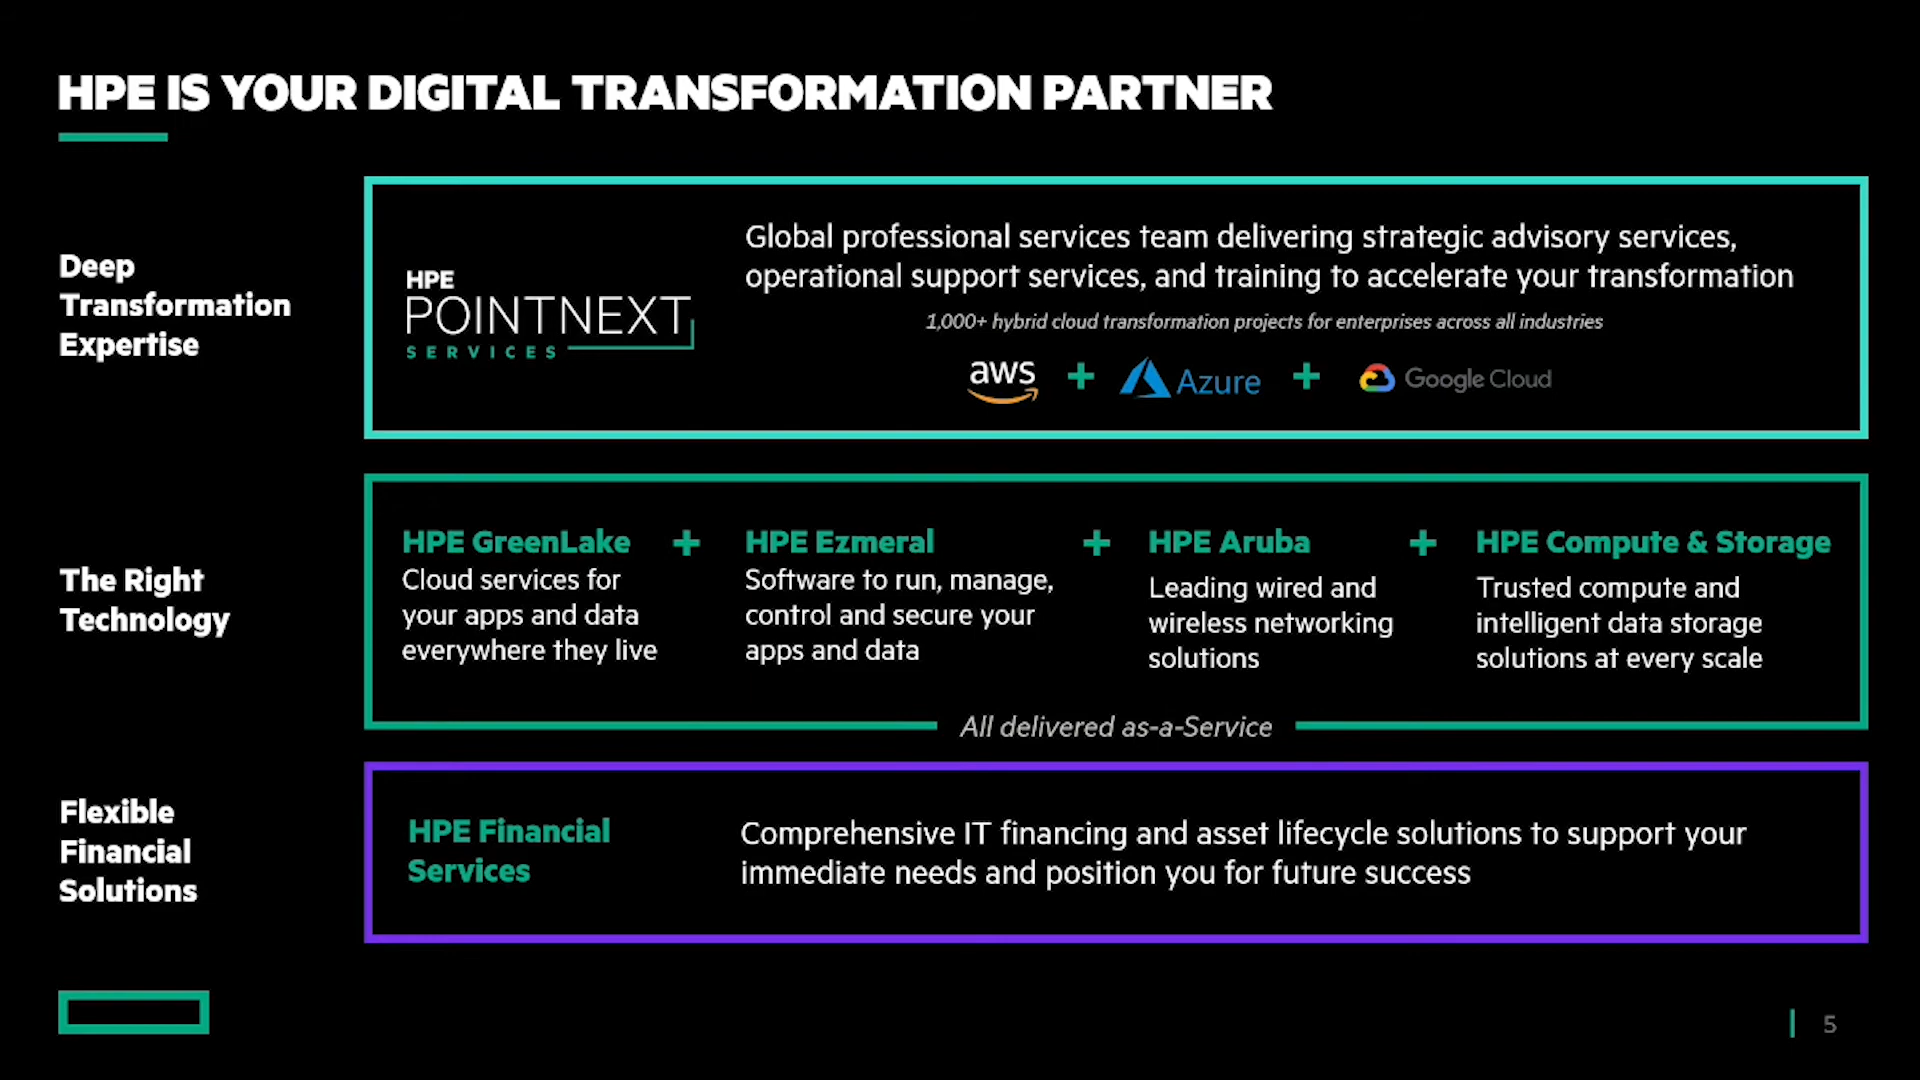 HPE IS YOUR DIGITAL TRANSFORMATION PARTNER
Deep
Transformation
Expertise
HPE
POINTNEXT
SERVICES
Global professional services team delivering strategic advisory services,
operational support services, and training to accelerate your transformation
1,000+ hybrid cloud transformation projects for enterprises across all industries
aws + Azure + Google Cloud
The Right
Technology
HPE GreenLake
Cloud services for
your apps and data
everywhere they live
+
HPE Ezmeral
Software to run, manage,
control and secure your
apps and data
+
HPE Aruba
Leading wired and
wireless networking
solutions
+
HPE Compute & Storage
Trusted compute and
intelligent data storage
solutions at every scale
All delivered as-a-Service
Flexible
Financial
Solutions
HPE Financial
Services
Comprehensive IT financing and asset lifecycle solutions to support your
immediate needs and position you for future success
5